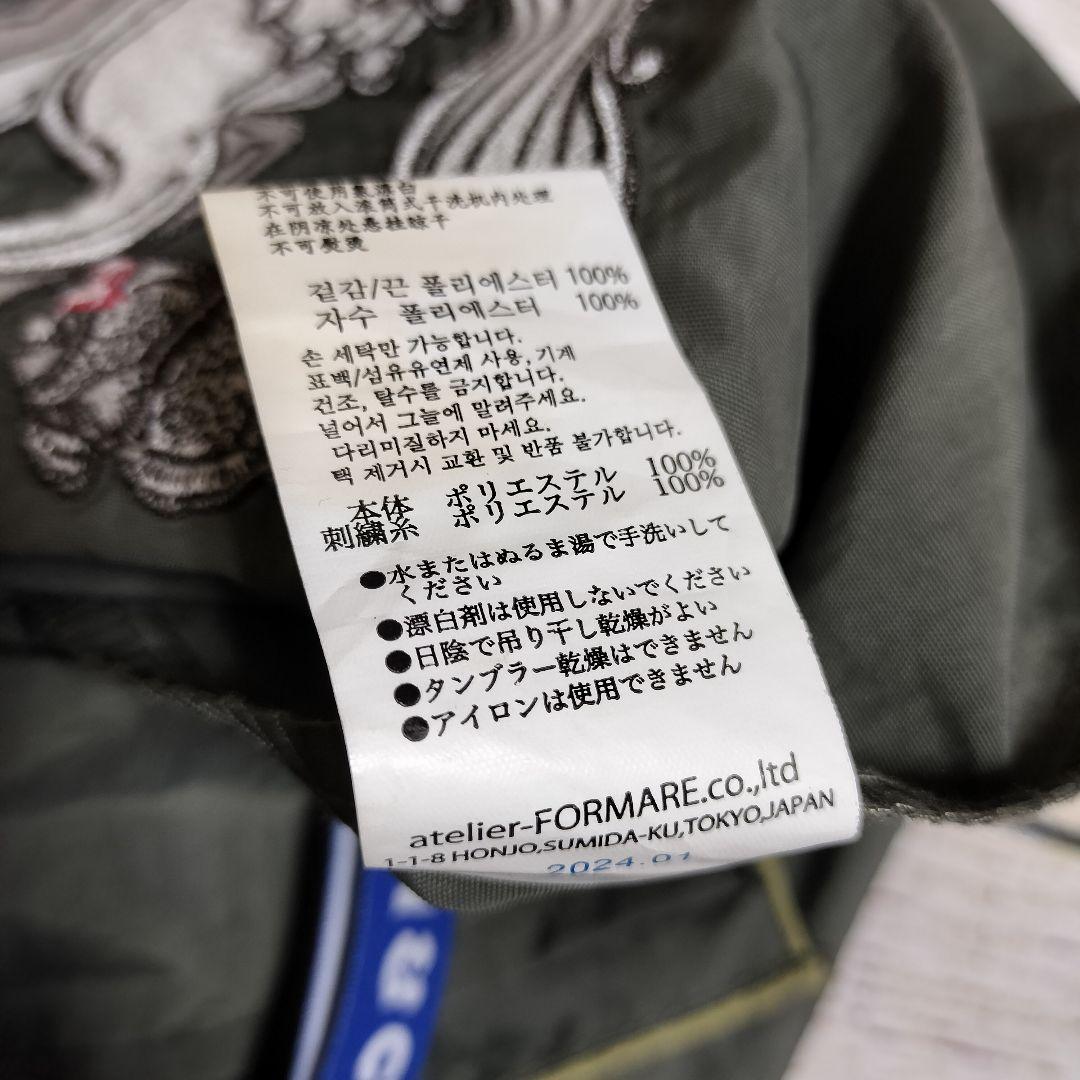 不可使用氯漂白
不可放入滚筒式干洗机内处理
在阴凉处悬挂晾干
不可熨烫
겉감/끈 폴리에스터 100%
자수 폴리에스터 100%
손 세탁만 가능합니다.
표백/섬유유연제 사용, 기계
건조, 탈수를 금지합니다.
널어서 그늘에 말려주세요.
다리미질하지 마세요.
택 제거시 교환 및 반품 불가합니다.
本体 ポリエステル 100%
刺繍糸 ポリエステル 100%
●水またはぬるま湯で手洗いして
ください
●漂白剤は使用しないでください
●日陰で吊り干し乾燥がよい
●タンブラー乾燥はできません
●アイロンは使用できません
atelier-FORMARE.co.,ltd
1-1-8 HONJO,SUMIDA-KU,TOKYO,JAPAN
2024.01